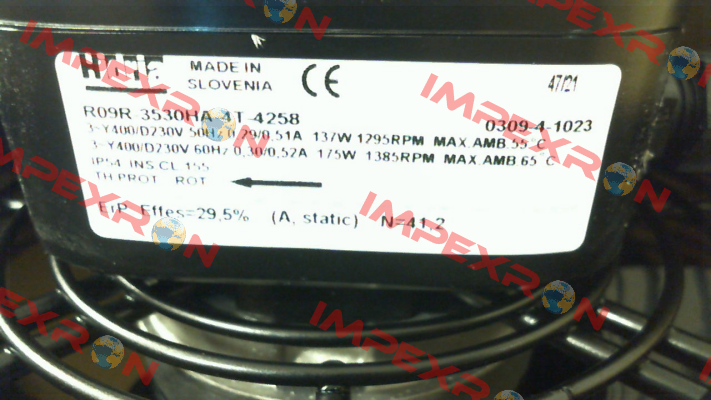 MADE IN
SLOVENIA
CE
47/21
R09R-3530HA-4T-4258
0309-4-1023
3~Y400/D230V 50Hz 0,29/0,51A 137W 1295RPM MAX.AMB 55°C
3~Y400/D230V 60Hz 0,30/0,52A 175W 1385RPM MAX.AMB 65°C
IP54 INS.CL.155
TH.PROT ROT
ErP Effes=29,5% (A, static) N=41,2
IMPEXRON
IMPEXRON
IMPEXRON
IMPEXRON
IMPEXRON
IMPEXRON